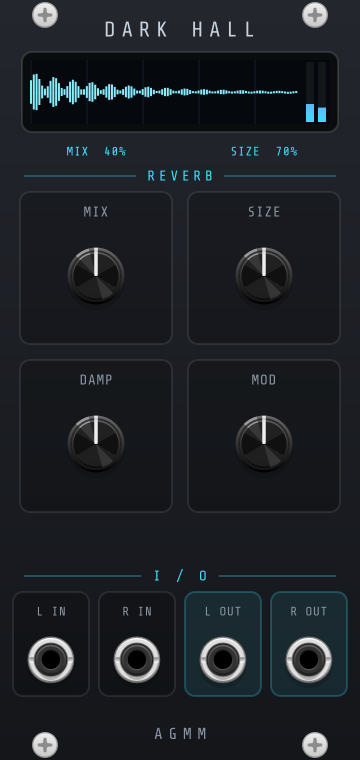 DARK HALL
MIX 40% SIZE 70%
REVERB
MIX SIZE
DAMP MOD
I / O
L IN R IN L OUT R OUT
AGMM